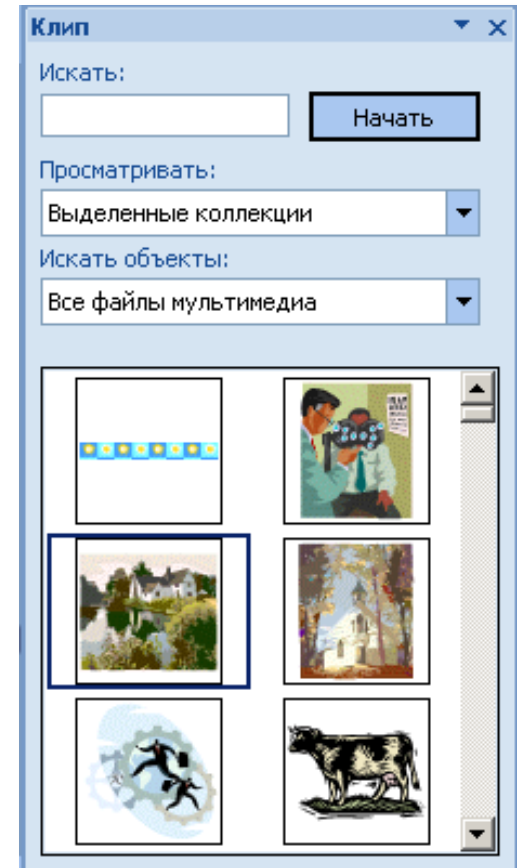 Клип
Искать:
Начать
Просматривать:
Выделенные коллекции
Искать объекты:
Все файлы мультимедиа